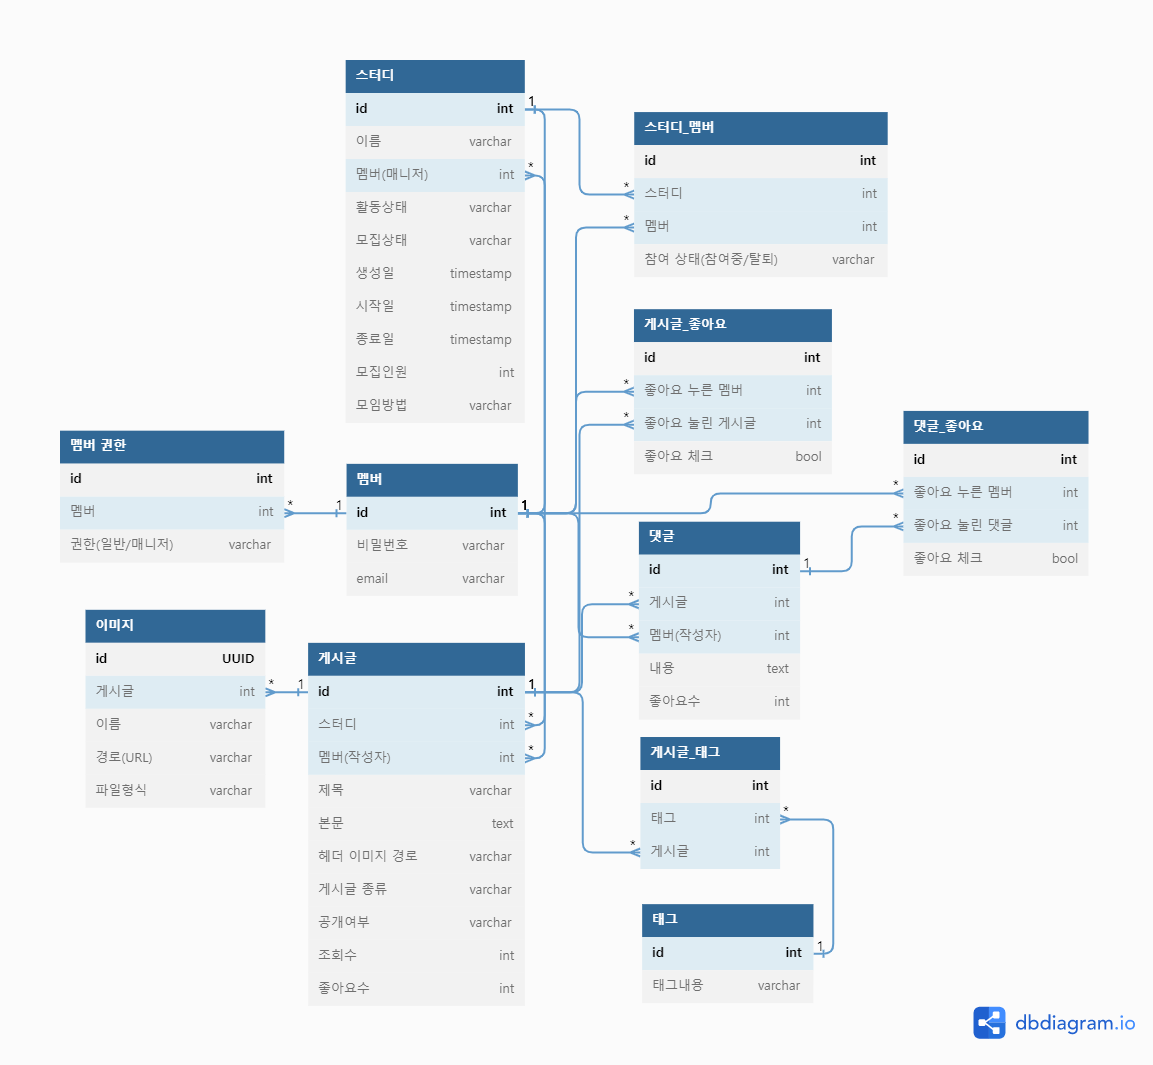 스터디
id int
이름 varchar
멤버(매니저) int
활동상태 varchar
모집상태 varchar
생성일 timestamp
시작일 timestamp
종료일 timestamp
모집인원 int
모임방법 varchar
1
*
스터디_멤버
id int
스터디 int
멤버 int
참여 상태(참여중/탈퇴) varchar
*
*
게시글_좋아요
id int
좋아요 누른 멤버 int
좋아요 눌린 게시글 int
좋아요 체크 bool
*
*
댓글_좋아요
id int
좋아요 누른 멤버 int
좋아요 눌린 댓글 int
좋아요 체크 bool
*
*
멤버 권한
id int
멤버 int
권한(일반/매니저) varchar
*
1
멤버
id int
비밀번호 varchar
email varchar
1
댓글
id int
게시글 int
멤버(작성자) int
내용 text
좋아요수 int
1
*
*
이미지
id UUID
게시글 int
이름 varchar
경로(URL) varchar
파일형식 varchar
*
1
게시글
id int
스터디 int
멤버(작성자) int
제목 varchar
본문 text
헤더 이미지 경로 varchar
게시글 종류 varchar
공개여부 varchar
조회수 int
좋아요수 int
1
*
*
게시글_태그
id int
태그 int
게시글 int
*
*
태그
id int
태그내용 varchar
1
dbdiagram.io